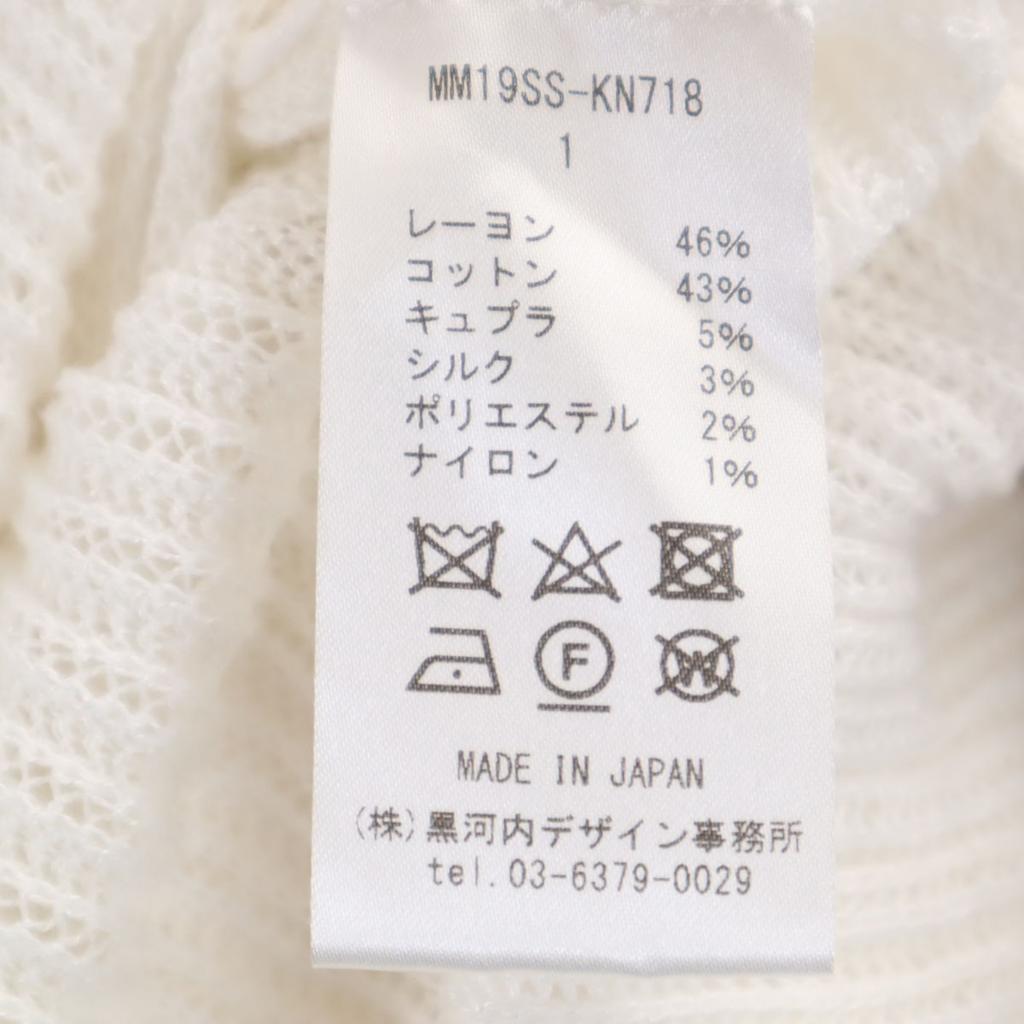 MM19SS-KN718
1
レーヨン 46%
コットン 43%
キュプラ 5%
シルク 3%
ポリエステル 2%
ナイロン 1%
F W
MADE IN JAPAN
(株)黒河内デザイン事務所
tel.03-6379-0029